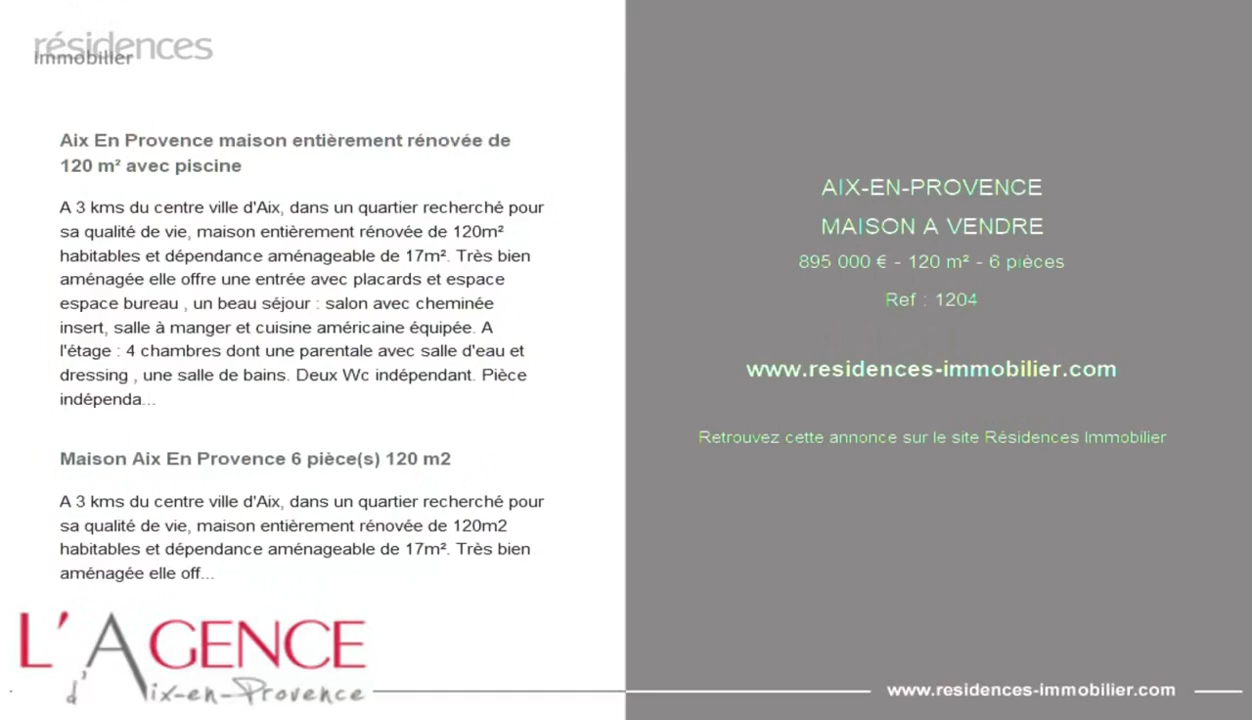 résidences
Immobilier
Aix En Provence maison entièrement rénovée de
120 m² avec piscine
A 3 kms du centre ville d'Aix, dans un quartier recherché pour
sa qualité de vie, maison entièrement rénovée de 120m²
habitables et dépendance aménageable de 17m². Très bien
aménagée elle offre une entrée avec placards et espace
espace bureau , un beau séjour : salon avec cheminée
insert, salle à manger et cuisine américaine équipée. A
l'étage : 4 chambres dont une parentale avec salle d'eau et
dressing , une salle de bains. Deux Wc indépendant. Pièce
indépenda...
Maison Aix En Provence 6 pièce(s) 120 m2
A 3 kms du centre ville d'Aix, dans un quartier recherché pour
sa qualité de vie, maison entièrement rénovée de 120m2
habitables et dépendance aménageable de 17m². Très bien
aménagée elle off...
L'AGENCE
d'Aix-en-Provence
AIX-EN-PROVENCE
MAISON A VENDRE
895 000 € - 120 m² - 6 pièces
Ref : 1204
www.residences-immobilier.com
Retrouvez cette annonce sur le site Résidences Immobilier
www.residences-immobilier.com